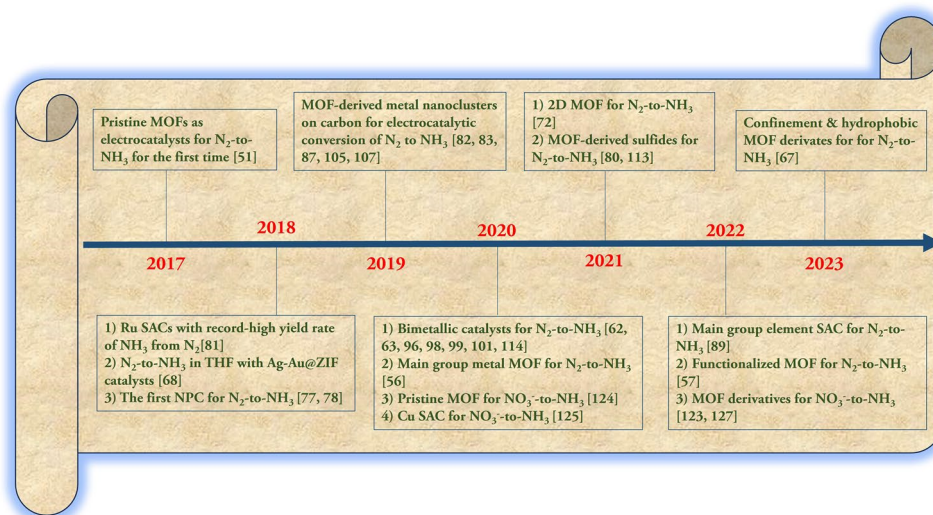 Pristine MOFs as
electrocatalysts for N₂-to-
NH₃ for the first time [51]
MOF-derived metal nanoclusters
on carbon for electrocatalytic
conversion of N₂ to NH₃ [82, 83,
87, 105, 107]
1) 2D MOF for N₂-to-NH₃
[72]
2) MOF-derived sulfides for
N₂-to-NH₃ [80, 113]
Confinement & hydrophobic
MOF derivates for for N₂-to-
NH₃ [67]
2018
2020
2022
2017
2019
2021
2023
1) Ru SACs with record-high yield rate
of NH₃ from N₂[81]
2) N₂-to-NH₃ in THF with Ag-Au@ZIF
catalysts [68]
3) The first NPC for N₂-to-NH₃ [77, 78]
1) Bimetallic catalysts for N₂-to-NH₃ [62,
63, 96, 98, 99, 101, 114]
2) Main group metal MOF for N₂-to-NH₃
[56]
3) Pristine MOF for NO₃⁻-to-NH₃ [124]
4) Cu SAC for NO₃⁻-to-NH₃ [125]
1) Main group element SAC for N₂-to-
NH₃ [89]
2) Functionalized MOF for N₂-to-NH₃
[57]
3) MOF derivatives for NO₃⁻-to-NH₃
[123, 127]